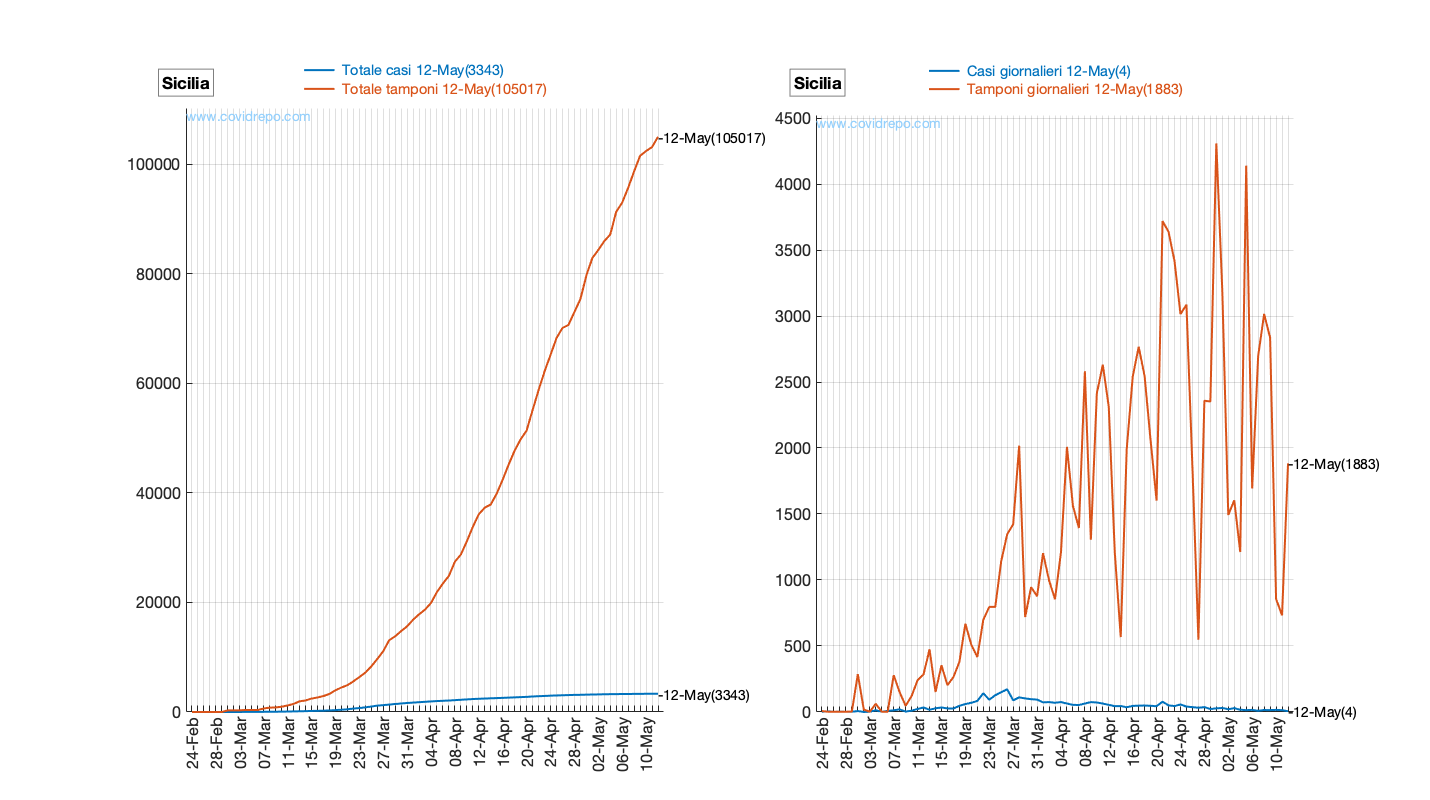 Sicilia
Totale casi 12-May(3343)
Totale tamponi 12-May(105017)
www.covidrepo.com
12-May(105017)
100000
80000
60000
40000
20000
0
12-May(3343)
24-Feb
28-Feb
03-Mar
07-Mar
11-Mar
15-Mar
19-Mar
23-Mar
27-Mar
31-Mar
04-Apr
08-Apr
12-Apr
16-Apr
20-Apr
24-Apr
28-Apr
02-May
06-May
10-May
Sicilia
Casi giornalieri 12-May(4)
Tamponi giornalieri 12-May(1883)
www.covidrepo.com
4500
4000
3500
3000
2500
2000
1500
1000
500
0
12-May(1883)
12-May(4)
24-Feb
28-Feb
03-Mar
07-Mar
11-Mar
15-Mar
19-Mar
23-Mar
27-Mar
31-Mar
04-Apr
08-Apr
12-Apr
16-Apr
20-Apr
24-Apr
28-Apr
02-May
06-May
10-May